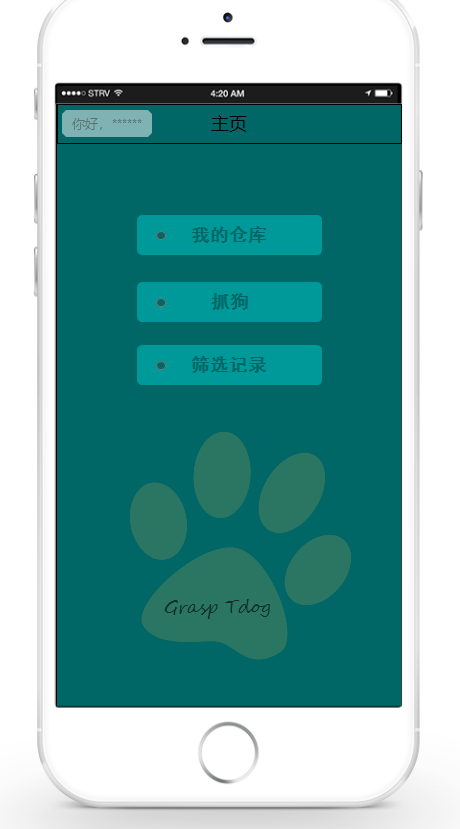 STRV 4:20 AM
你好，******
主页
我的仓库
抓狗
筛选记录
Grasp Tdog